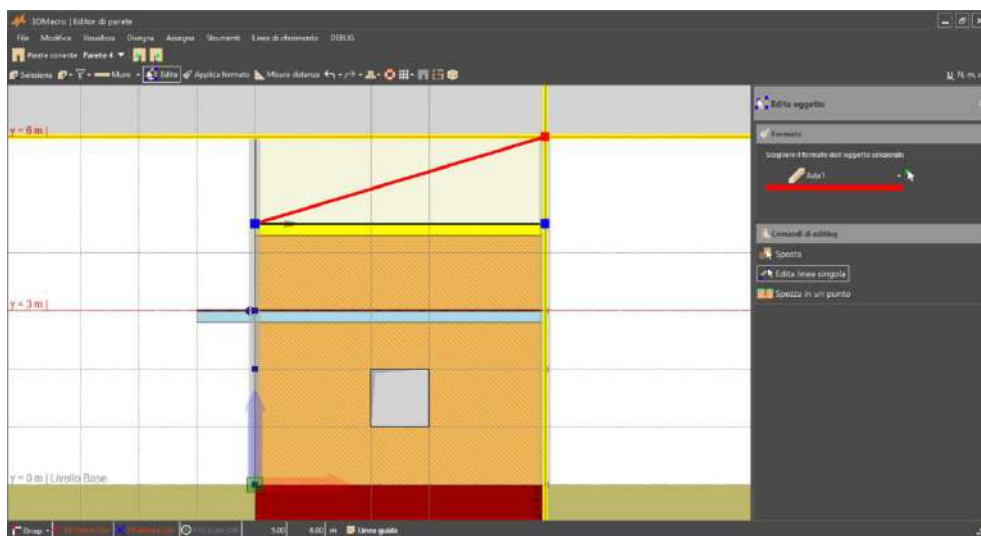 3DMacro | Editor di parete
File Modifica Visualizza Disegna Assegna Strumenti Linee di riferimento DEBUG
Parete corrente Parete 4
Seleziona Muro Edita Applica formato Misura distanza N, m,
Edita oggetto
y = 6 m |
Formato
Scegliere il formato dell'oggetto selezionato
Asta1
Comandi di editing
Sposta
Edita linea singola
y = 3 m |
Spezza in un punto
y = 0 m | Livello Base
Snap 5.00 6.00 m Linea guida